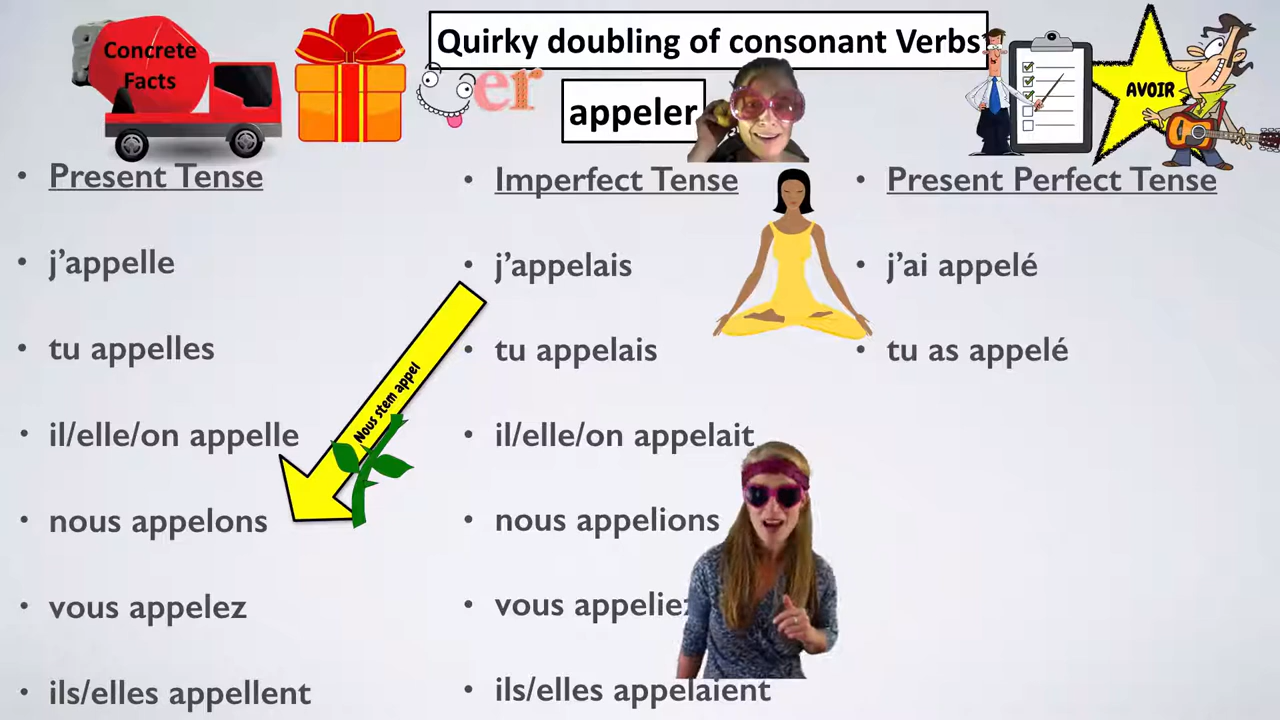 Concrete
Facts
Quirky doubling of consonant Verbs
er
appeler
AVOIR
• Present Tense
• j’appelle
• tu appelles
• il/elle/on appelle
• nous appelons
• vous appelez
• ils/elles appellent
Nous stem appel
• Imperfect Tense
• j’appelais
• tu appelais
• il/elle/on appelait
• nous appelions
• vous appeliez
• ils/elles appelaient
• Present Perfect Tense
• j’ai appelé
• tu as appelé